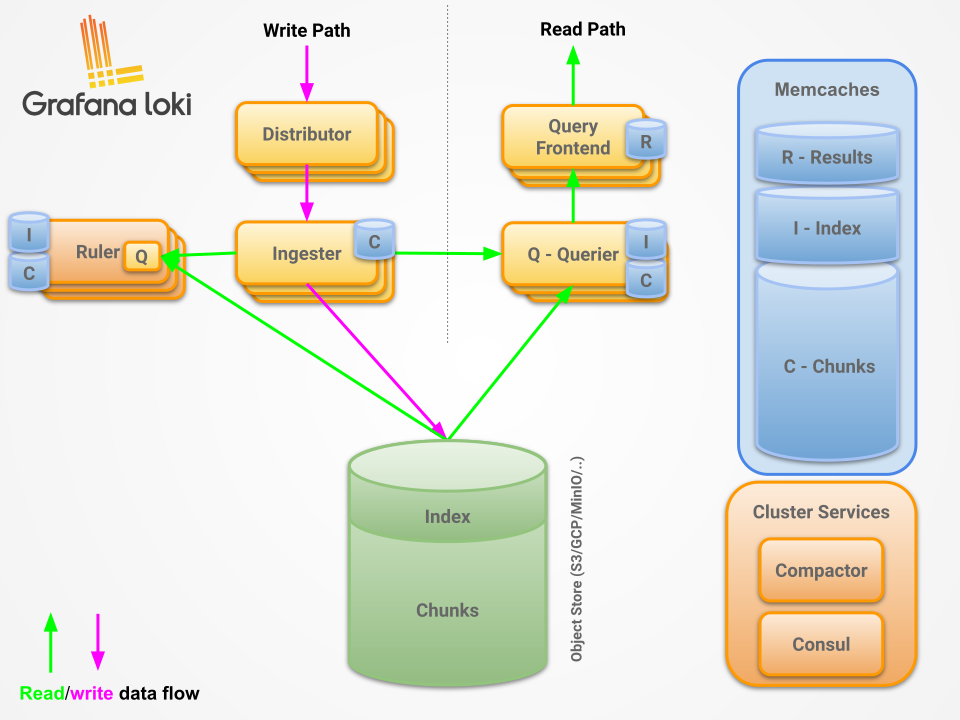 Grafana loki
Write Path
Read Path
Distributor
Query
Frontend
R
I
C
Ruler
Q
Ingester
C
Q - Querier
I
C
Index
Chunks
Object Store (S3/GCP/MinIO/..)
Memcaches
R - Results
I - Index
C - Chunks
Cluster Services
Compactor
Consul
Read/write data flow